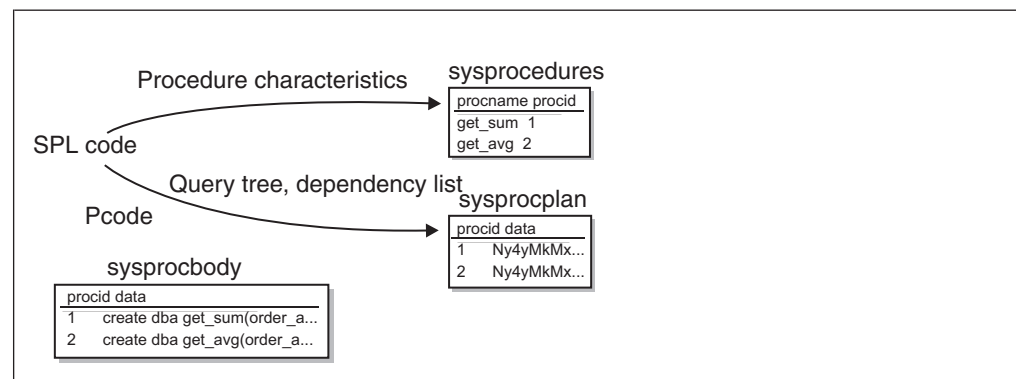 Procedure characteristics
sysprocedures
procname procid
get_sum 1
get_avg 2
SPL code
Query tree, dependency list
Pcode
sysprocplan
procid data
1 Ny4yMkMx...
2 Ny4yMkMx...
sysprocbody
procid data
1 create dba get_sum(order_a...
2 create dba get_avg(order_a...